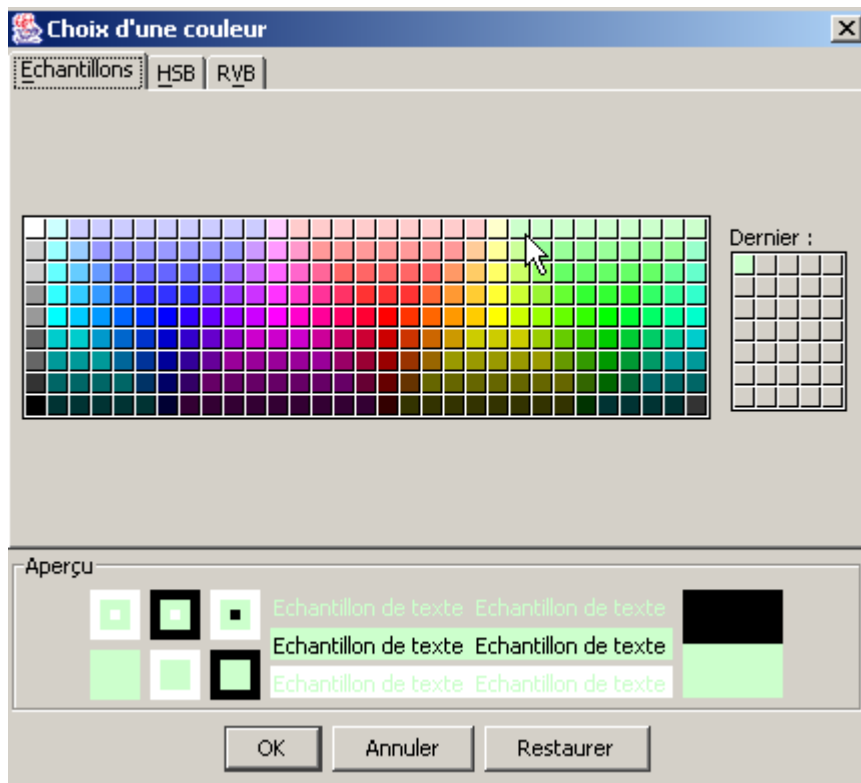 Choix d'une couleur
Echantillons HSB RVB
Dernier :
Aperçu
Echantillon de texte Echantillon de texte
Echantillon de texte Echantillon de texte
Echantillon de texte Echantillon de texte
OK Annuler Restaurer